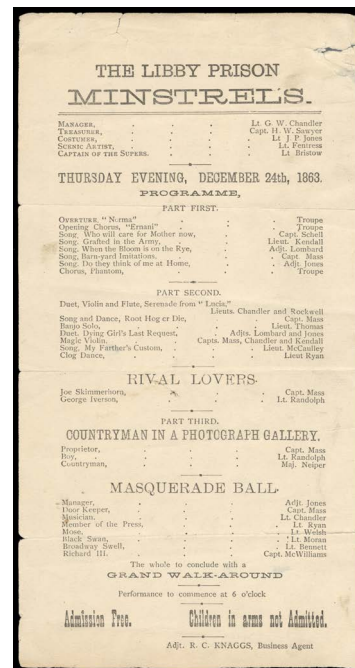 THE LIBBY PRISON
MINSTRELS.
MANAGER, . . . Lt. G. W. Chandler
TREASURER, . . . Capt. H. W. Sawyer
COSTUMER, . . . Lt J P Jones
SCENIC ARTIST, . . . Lt. Fentress
CAPTAIN OF THE SUPERS. . . . Lt Bristow
THURSDAY EVENING, DECEMBER 24th, 1863.
PROGRAMME,
PART FIRST.
OVERTURE "Norma" . . . Troupe
Opening Chorus, "Ernani" . . . Troupe
Song, Who will care for Mother now, . . Capt. Schell
Song. Grafted in the Army, . . Lieut. Kendall
Song. When the Bloom is on the Rye, . . Adjt. Lombard
Song, Barn-yard Imitations. . . Capt. Mass
Song. Do they think of me at Home, . . Adjt. Jones
Chorus, Phantom, . . . Troupe
PART SECOND.
Duet, Violin and Flute, Serenade from "Lucia,"
Lieuts. Chandler and Rockwell
Song and Dance, Root Hog or Die, . . Capt. Mass
Banjo Solo, . . . Lieut. Thomas
Duet. Dying Girl's Last Request, . Adjts. Lombard and Jones
Magic Violin. . Capts. Mass, Chandler and Kendall
Song, My Farther's Custom, . . Lieut. McCaulley
Clog Dance, . . . Lieut Ryan
RIVAL LOVERS.
Joe Skimmerhorn, . . . Capt. Mass
George Iverson, . . . Lt. Randolph
PART THIRD.
COUNTRYMAN IN A PHOTOGRAPH GALLERY.
Proprietor, . . . Capt. Mass
Boy, . . . Lt. Randolph
Countryman, . . . Maj. Neiper
MASQUERADE BALL.
Manager, . . . Adjt. Jones
Door Keeper, . . . Capt. Mass
Musician. . . . Lt. Chandler
Member of the Press, . . . Lt. Ryan
Mose, . . . Lt. Welsh
Black Swan, . . . Lt. Moran
Broadway Swell, . . . Lt. Bennett
Richard III. . . . Capt. McWilliams
The whole to conclude with a
GRAND WALK-AROUND
Performance to commence at 6 o'clock
Admission Free. Children in arms not Admitted.
Adjt. R. C. KNAGGS, Business Agent